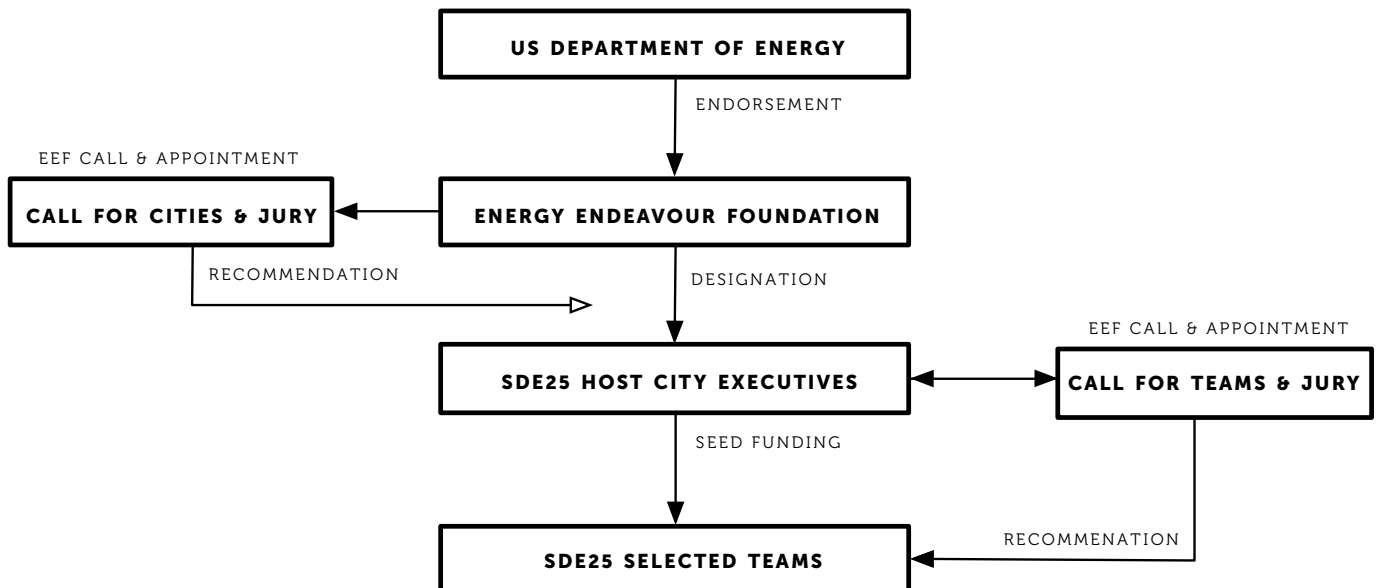 US DEPARTMENT OF ENERGY
ENDORSEMENT
EEF CALL & APPOINTMENT
CALL FOR CITIES & JURY
ENERGY ENDEAVOUR FOUNDATION
RECOMMENDATION
DESIGNATION
EEF CALL & APPOINTMENT
SDE25 HOST CITY EXECUTIVES
CALL FOR TEAMS & JURY
SEED FUNDING
RECOMMENATION
SDE25 SELECTED TEAMS